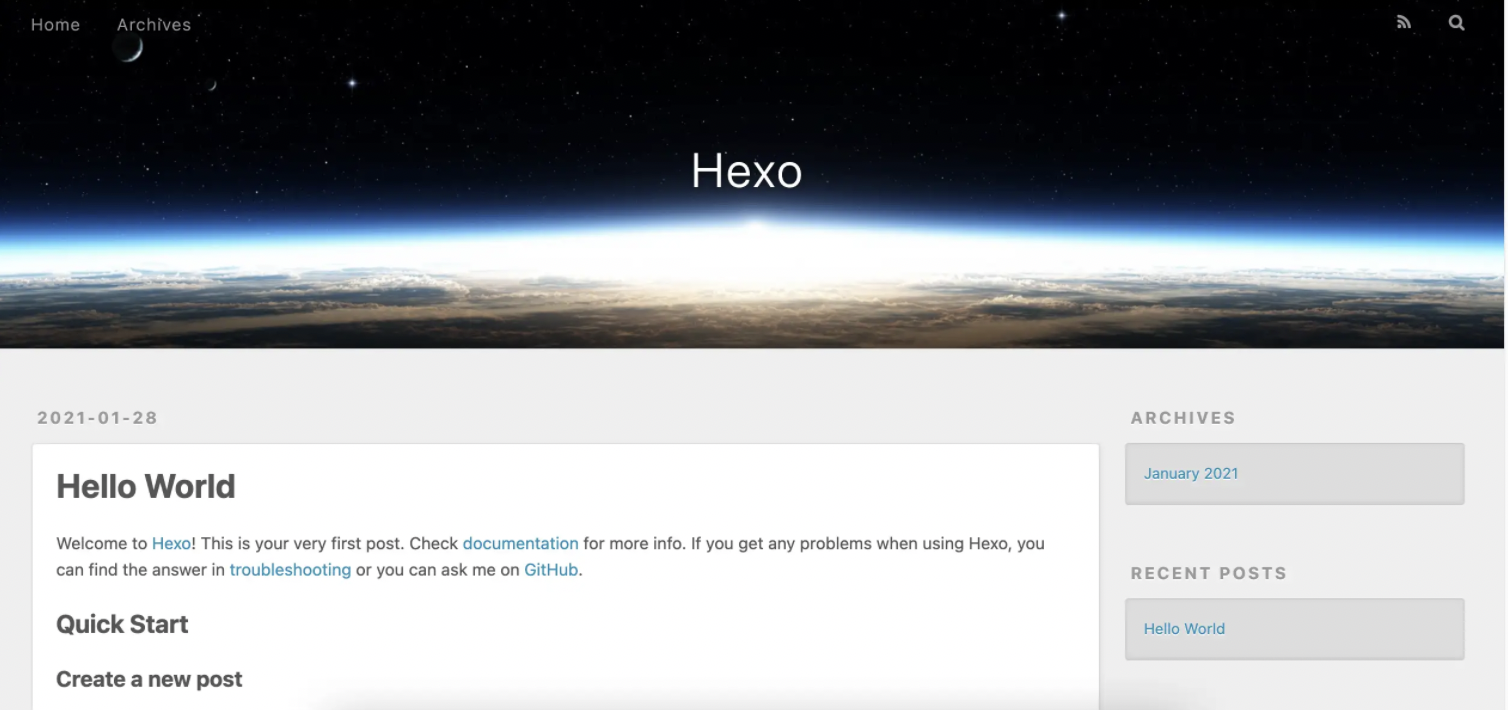 Home Archives
Hexo
2021-01-28
Hello World
Welcome to Hexo! This is your very first post. Check documentation for more info. If you get any problems when using Hexo, you
can find the answer in troubleshooting or you can ask me on GitHub.
Quick Start
Create a new post
ARCHIVES
January 2021
RECENT POSTS
Hello World